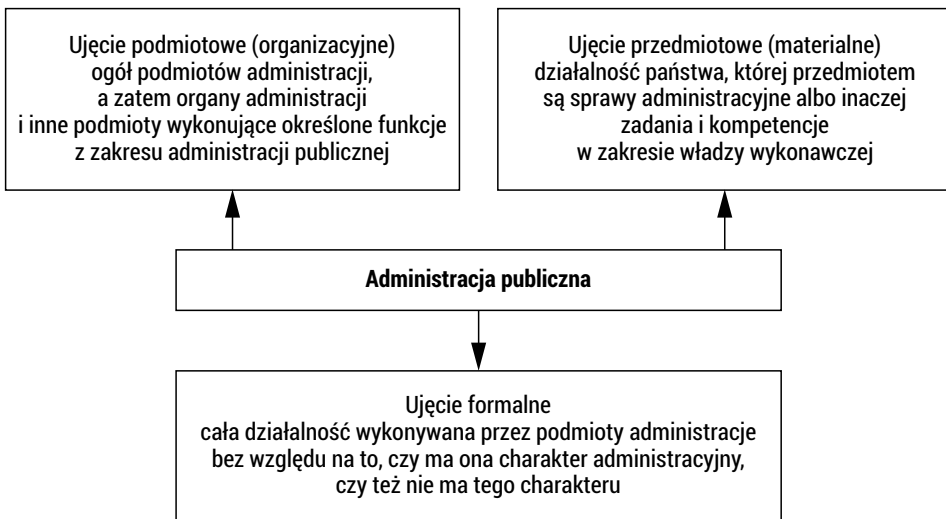 Ujęcie podmiotowe (organizacyjne)
ogół podmiotów administracji,
a zatem organy administracji
i inne podmioty wykonujące określone funkcje
z zakresu administracji publicznej
Ujęcie przedmiotowe (materialne)
działalność państwa, której przedmiotem
są sprawy administracyjne albo inaczej
zadania i kompetencje
w zakresie władzy wykonawczej
Administracja publiczna
Ujęcie formalne
cała działalność wykonywana przez podmioty administracje
bez względu na to, czy ma ona charakter administracyjny,
czy też nie ma tego charakteru